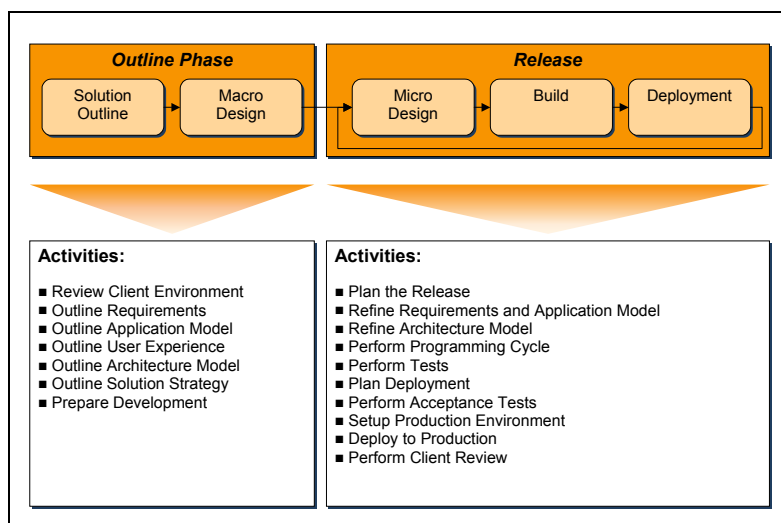 Outline Phase
Solution
Outline
Macro
Design
Release
Micro
Design
Build
Deployment
Activities:
■ Review Client Environment
■ Outline Requirements
■ Outline Application Model
■ Outline User Experience
■ Outline Architecture Model
■ Outline Solution Strategy
■ Prepare Development
Activities:
■ Plan the Release
■ Refine Requirements and Application Model
■ Refine Architecture Model
■ Perform Programming Cycle
■ Perform Tests
■ Plan Deployment
■ Perform Acceptance Tests
■ Setup Production Environment
■ Deploy to Production
■ Perform Client Review